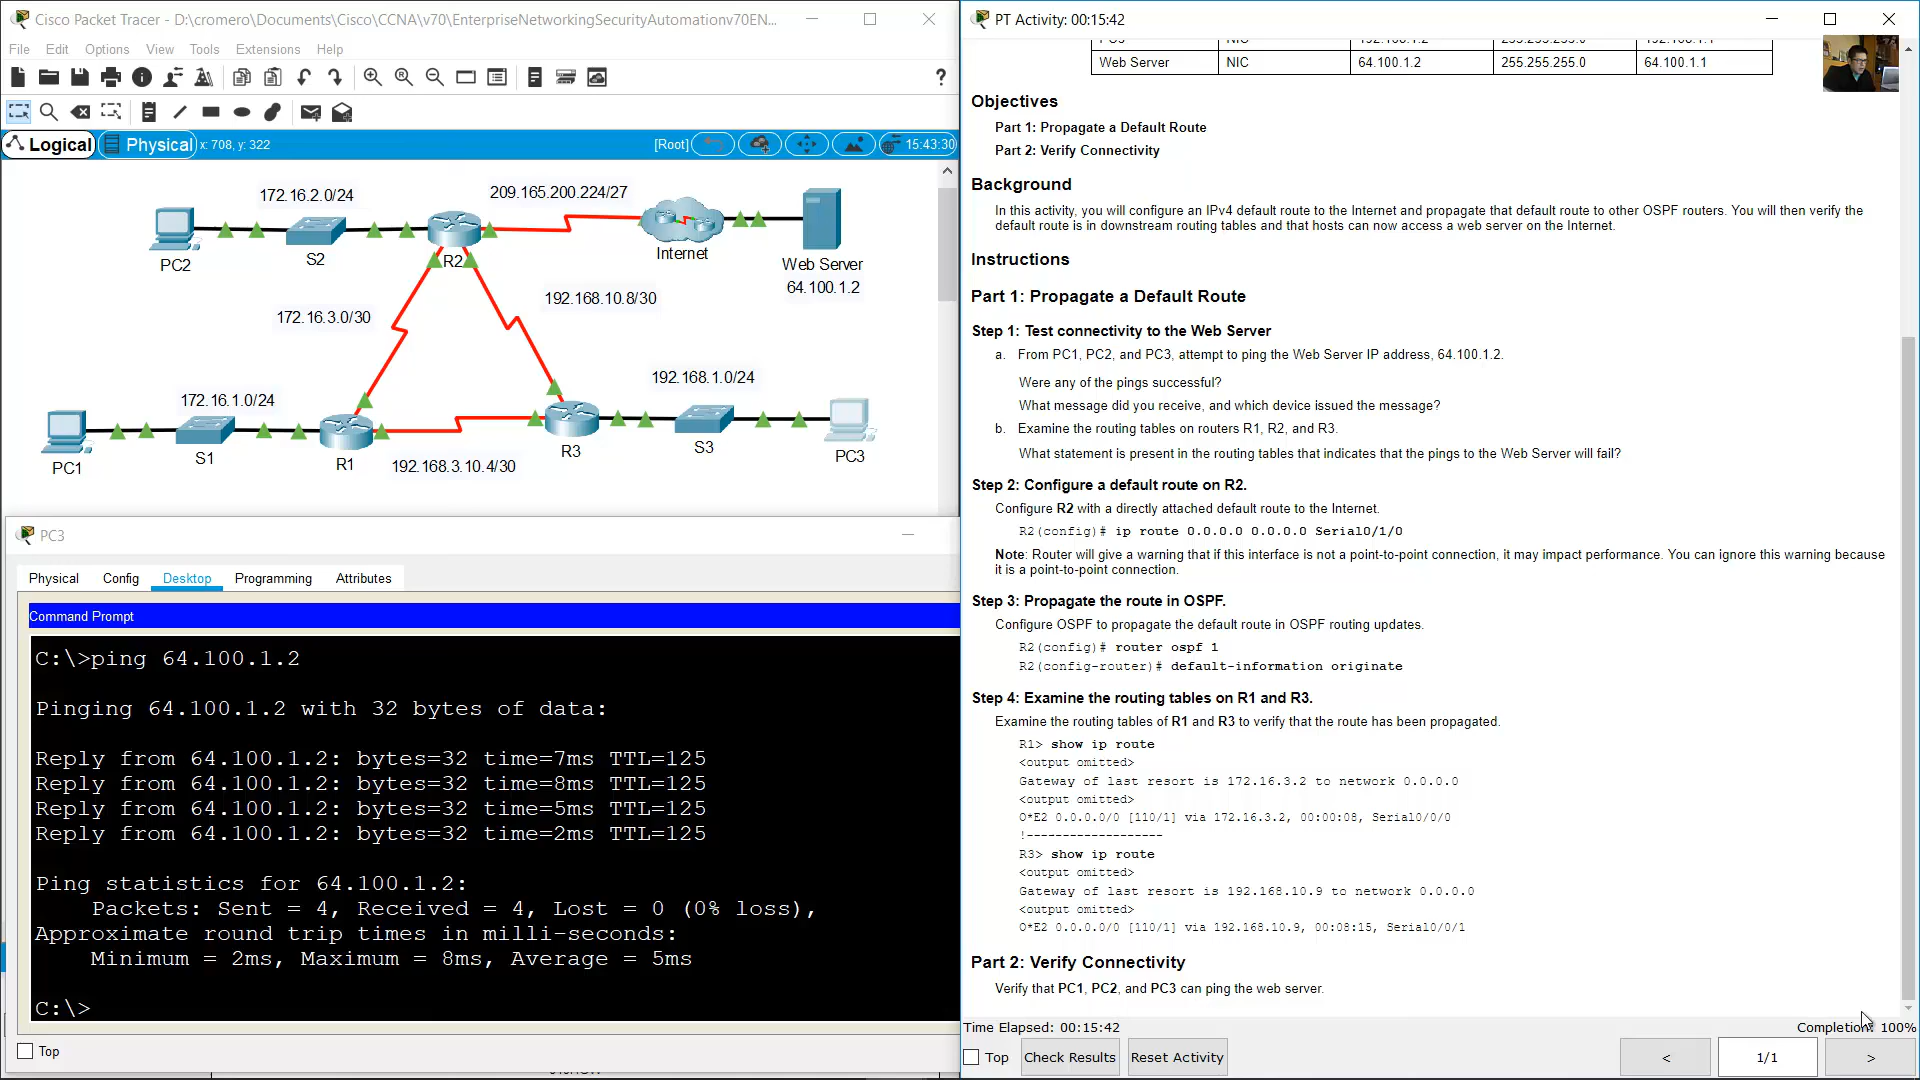 Cisco Packet Tracer - D:\cromero\Documents\Cisco\CCNA\v70\EnterpriseNetworkingSecurityAutomationv70EN...
File Edit Options View Tools Extensions Help
?
Logical
Physical x: 708, y: 322
[Root]
15:43:30
172.16.2.0/24
209.165.200.224/27
PC2
S2
R2
Internet
Web Server
64.100.1.2
172.16.3.0/30
192.168.10.8/30
172.16.1.0/24
192.168.1.0/24
PC1
S1
R1
192.168.3.10.4/30
R3
S3
PC3
PC3
Physical Config Desktop Programming Attributes
Command Prompt
C:\>ping 64.100.1.2
Pinging 64.100.1.2 with 32 bytes of data:
Reply from 64.100.1.2: bytes=32 time=7ms TTL=125
Reply from 64.100.1.2: bytes=32 time=8ms TTL=125
Reply from 64.100.1.2: bytes=32 time=5ms TTL=125
Reply from 64.100.1.2: bytes=32 time=2ms TTL=125
Ping statistics for 64.100.1.2:
Packets: Sent = 4, Received = 4, Lost = 0 (0% loss),
Approximate round trip times in milli-seconds:
Minimum = 2ms, Maximum = 8ms, Average = 5ms
C:\>
Top
PT Activity: 00:15:42
Web Server NIC 64.100.1.2 255.255.255.0 64.100.1.1
Objectives
Part 1: Propagate a Default Route
Part 2: Verify Connectivity
Background
In this activity, you will configure an IPv4 default route to the Internet and propagate that default route to other OSPF routers. You will then verify the
default route is in downstream routing tables and that hosts can now access a web server on the Internet.
Instructions
Part 1: Propagate a Default Route
Step 1: Test connectivity to the Web Server
a. From PC1, PC2, and PC3, attempt to ping the Web Server IP address, 64.100.1.2.
Were any of the pings successful?
What message did you receive, and which device issued the message?
b. Examine the routing tables on routers R1, R2, and R3.
What statement is present in the routing tables that indicates that the pings to the Web Server will fail?
Step 2: Configure a default route on R2.
Configure R2 with a directly attached default route to the Internet.
R2(config)# ip route 0.0.0.0 0.0.0.0 Serial0/1/0
Note: Router will give a warning that if this interface is not a point-to-point connection, it may impact performance. You can ignore this warning because
it is a point-to-point connection.
Step 3: Propagate the route in OSPF.
Configure OSPF to propagate the default route in OSPF routing updates.
R2(config)# router ospf 1
R2(config-router)# default-information originate
Step 4: Examine the routing tables on R1 and R3.
Examine the routing tables of R1 and R3 to verify that the route has been propagated.
R1> show ip route
<output omitted>
Gateway of last resort is 172.16.3.2 to network 0.0.0.0
<output omitted>
O*E2 0.0.0.0/0 [110/1] via 172.16.3.2, 00:00:08, Serial0/0/0
!-------------------
R3> show ip route
<output omitted>
Gateway of last resort is 192.168.10.9 to network 0.0.0.0
<output omitted>
O*E2 0.0.0.0/0 [110/1] via 192.168.10.9, 00:08:15, Serial0/0/1
Part 2: Verify Connectivity
Verify that PC1, PC2, and PC3 can ping the web server.
Time Elapsed: 00:15:42
Completion: 100%
Top Check Results Reset Activity < 1/1 >